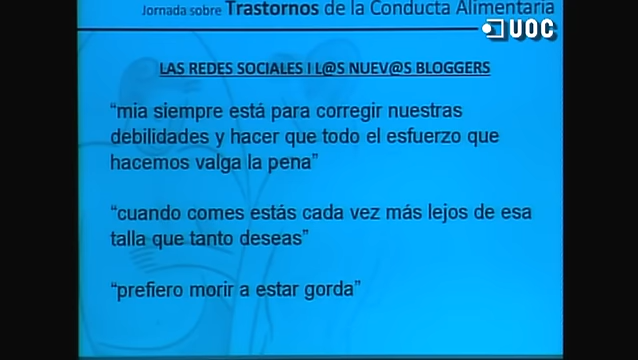 Jornada sobre Trastornos de la Conducta Alimentaria
UOC
LAS REDES SOCIALES I L@S NUEV@S BLOGGERS
“mia siempre está para corregir nuestras
debilidades y hacer que todo el esfuerzo que
hacemos valga la pena”
“cuando comes estás cada vez más lejos de esa
talla que tanto deseas”
“prefiero morir a estar gorda”